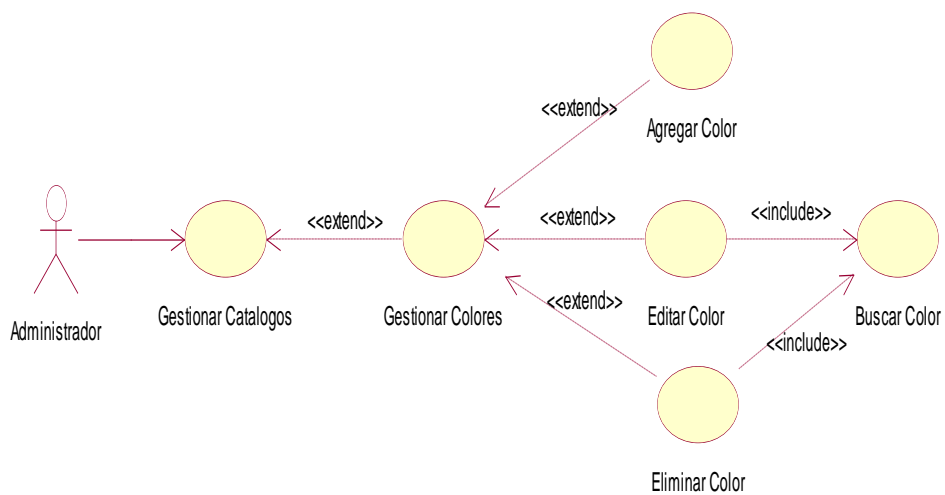 <<extend>>
Agregar Color
<<extend>>
<<extend>>
<<include>>
Administrador
Gestionar Catalogos
Gestionar Colores
<<extend>>
Editar Color
Buscar Color
<<include>>
Eliminar Color